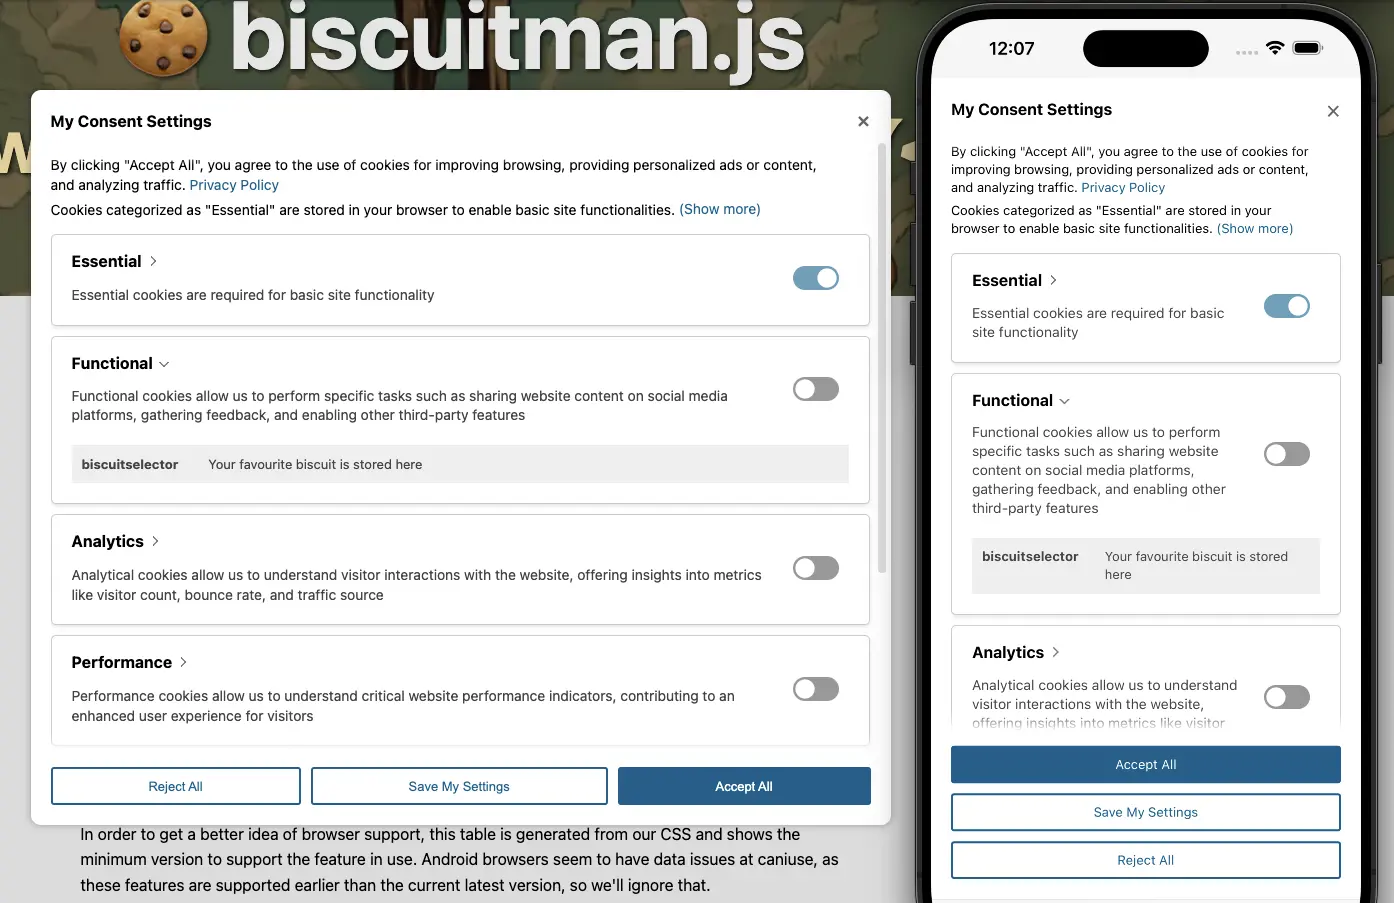 biscuitman.js
W
My Consent Settings
×
By clicking "Accept All", you agree to the use of cookies for improving browsing, providing personalized ads or content,
and analyzing traffic. Privacy Policy
Cookies categorized as "Essential" are stored in your browser to enable basic site functionalities. (Show more)
Essential
Essential cookies are required for basic site functionality
Functional
Functional cookies allow us to perform specific tasks such as sharing website content on social media
platforms, gathering feedback, and enabling other third-party features
biscuitselector Your favourite biscuit is stored here
Analytics
Analytical cookies allow us to understand visitor interactions with the website, offering insights into metrics
like visitor count, bounce rate, and traffic source
Performance
Performance cookies allow us to understand critical website performance indicators, contributing to an
enhanced user experience for visitors
Reject All
Save My Settings
Accept All
In order to get a better idea of browser support, this table is generated from our CSS and shows the
minimum version to support the feature in use. Android browsers seem to have data issues at caniuse, as
these features are supported earlier than the current latest version, so we'll ignore that.
12:07
My Consent Settings
×
By clicking "Accept All", you agree to the use of cookies for
improving browsing, providing personalized ads or content,
and analyzing traffic. Privacy Policy
Cookies categorized as "Essential" are stored in your
browser to enable basic site functionalities. (Show more)
Essential
Essential cookies are required for basic
site functionality
Functional
Functional cookies allow us to perform
specific tasks such as sharing website
content on social media platforms,
gathering feedback, and enabling other
third-party features
biscuitselector Your favourite biscuit is stored
here
Analytics
Analytical cookies allow us to understand
visitor interactions with the website,
offering insights into metrics like visitor
Accept All
Save My Settings
Reject All